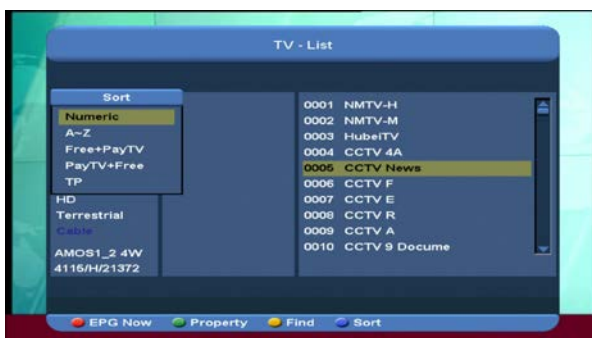 TV - List
Sort
Numeric
A~Z
Free+PayTV
PayTV+Free
TP
HD
Terrestrial
Cable
AMOS1_2 4W
4116/H/21372
0001 NMTV-H
0002 NMTV-M
0003 HubeiTV
0004 CCTV 4A
0005 CCTV News
0006 CCTV F
0007 CCTV E
0008 CCTV R
0009 CCTV A
0010 CCTV 9 Docume
EPG Now Property Find Sort